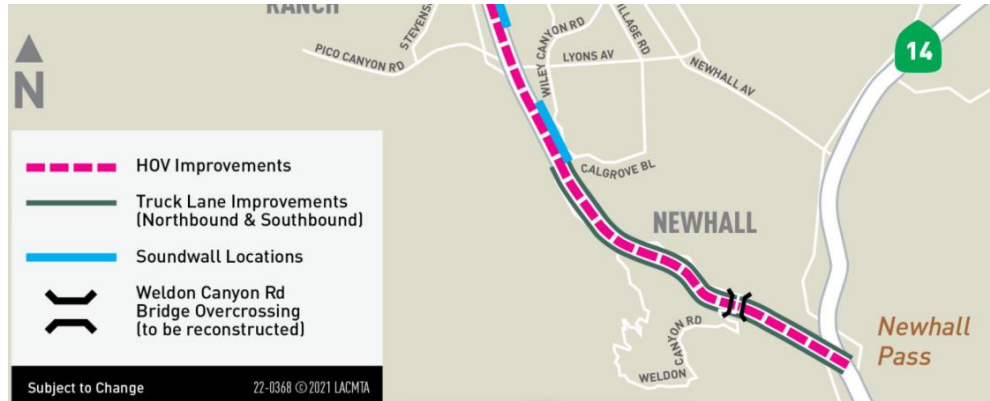 RANCH
STEVENS
PICO CANYON RD
WILEY CANYON RD
VILLAGE RD
LYONS AV
NEWHALL AV
14
N
CALGROVE BL
NEWHALL
WELDON CANYON RD
Newhall
Pass
HOV Improvements
Truck Lane Improvements
(Northbound & Southbound)
Soundwall Locations
Weldon Canyon Rd
Bridge Overcrossing
(to be reconstructed)
Subject to Change
22-0368 ©2021 LACMTA